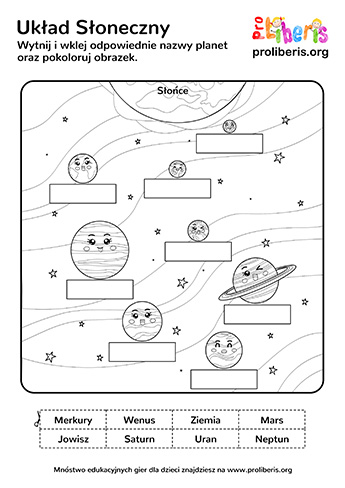 Układ Słoneczny
Wytnij i wklej odpowiednie nazwy planet
oraz pokoloruj obrazek.
Pro Liberis
proliberis.org
Słońce
Merkury Wenus Ziemia Mars
Jowisz Saturn Uran Neptun
Mnóstwo edukacyjnych gier dla dzieci znajdziesz na www.proliberis.org